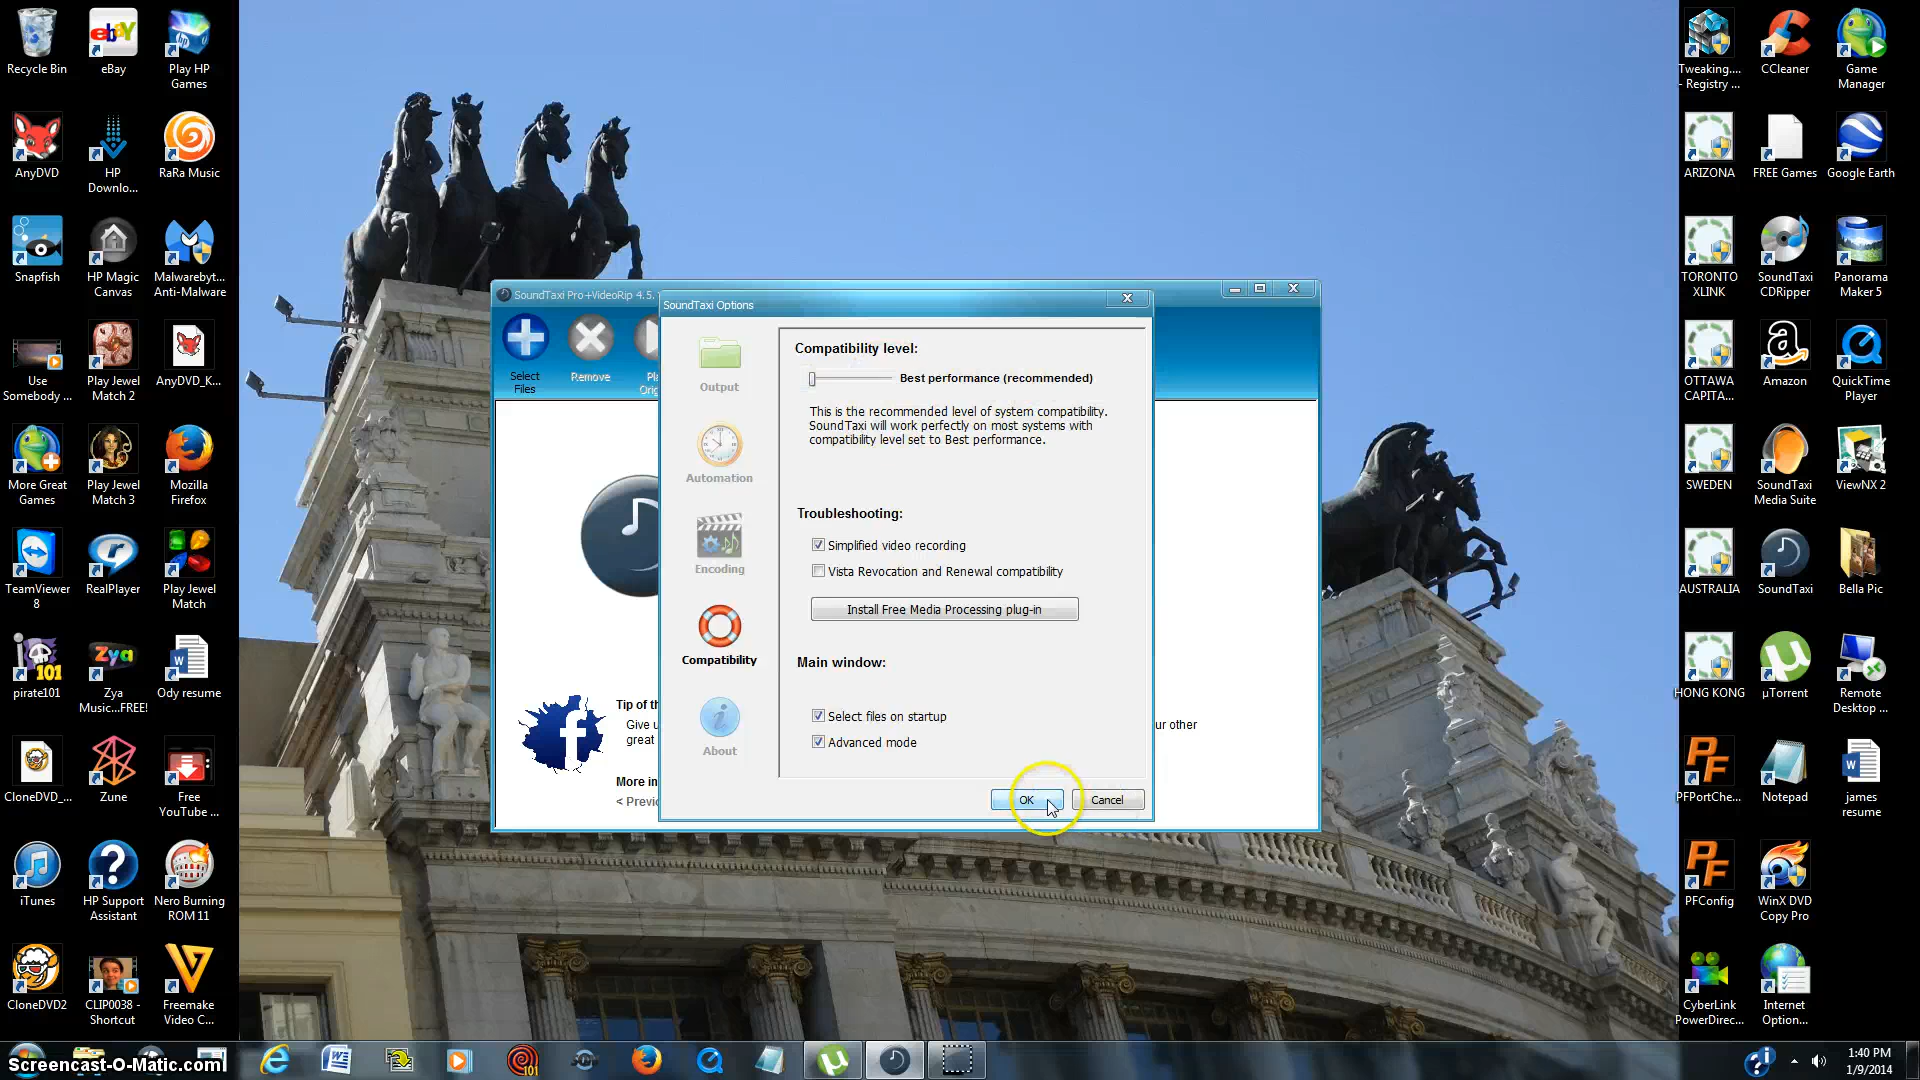 Recycle Bin
eBay
Play HP
Games
AnyDVD
HP
Downlo...
RaRa Music
Snapfish
HP Magic
Canvas
Malwarebyt...
Anti-Malware
Use
Somebody ...
Play Jewel
Match 2
AnyDVD_K...
More Great
Games
Play Jewel
Match 3
Mozilla
Firefox
TeamViewer
8
RealPlayer
Play Jewel
Match
pirate101
Zya
Music...FREE!
Ody resume
CloneDVD_...
Zune
Free
YouTube ...
iTunes
HP Support
Assistant
Nero Burning
ROM 11
CloneDVD2
CLIP0038 -
Shortcut
Freemake
Video C...
SoundTaxi Pro+VideoRip 4.5.
Select
Files
Remove
Tip of th
Give u
great
ur other
More in
SoundTaxi Options
Output
Automation
Encoding
Compatibility
About
Compatibility level:
Best performance (recommended)
This is the recommended level of system compatibility.
SoundTaxi will work perfectly on most systems with
compatibility level set to Best performance.
Troubleshooting:
Simplified video recording
Vista Revocation and Renewal compatibility
Install Free Media Processing plug-in
Main window:
Select files on startup
Advanced mode
OK
Cancel
Tweaking....
- Registry ...
CCleaner
Game
Manager
ARIZONA
FREE Games
Google Earth
TORONTO
XLINK
SoundTaxi
CDRipper
Panorama
Maker 5
OTTAWA
CAPITA...
Amazon
QuickTime
Player
SWEDEN
SoundTaxi
Media Suite
ViewNX 2
AUSTRALIA
SoundTaxi
Bella Pic
HONG KONG
µTorrent
Remote
Desktop ...
PFPortChe...
Notepad
james
resume
PFConfig
WinX DVD
Copy Pro
CyberLink
PowerDirec...
Internet
Option...
Screencast-O-Matic.com
1:40 PM
1/9/2014